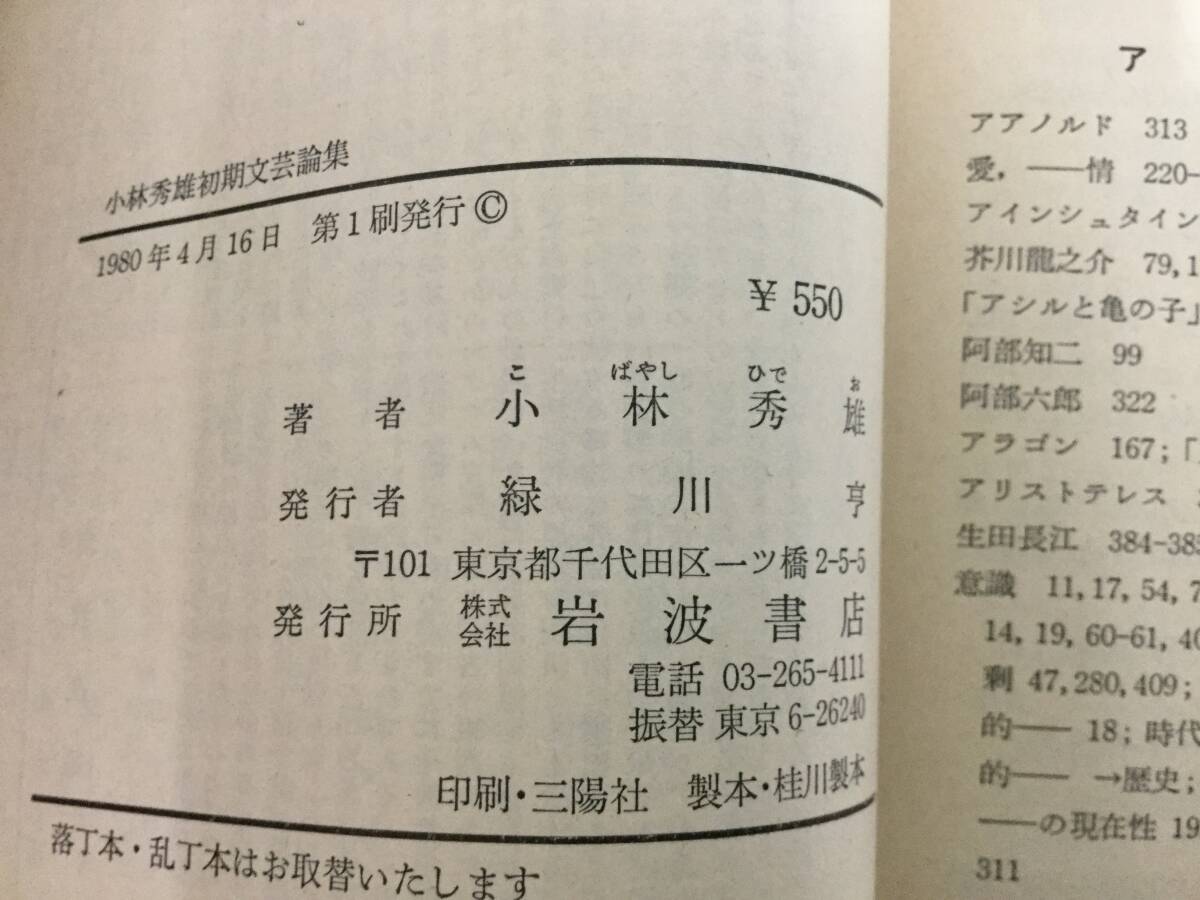 小林秀雄初期文芸論集
1980年4月16日 第1刷発行 ©
¥ 550
こ ばやし ひで お
著者 小林秀雄
発行者 緑川亨
〒101 東京都千代田区一ツ橋2-5-5
発行所 株式会社 岩波書店
電話 03-265-4111
振替 東京6-26240
印刷・三陽社 製本・桂川製本
落丁本・乱丁本はお取替いたします
ア
アアノルド 313
愛,——情 220-
アインシュタイン
芥川龍之介 79,1
「アシルと亀の子」
阿部知二 99
阿部六郎 322
アラゴン 167;「
アリストテレス
生田長江 384-385
意識 11,17,54,7
14,19,60-61,40
剰 47,280,409;
的—— 18;時代
的—— →歴史;
——の現在性 19
311